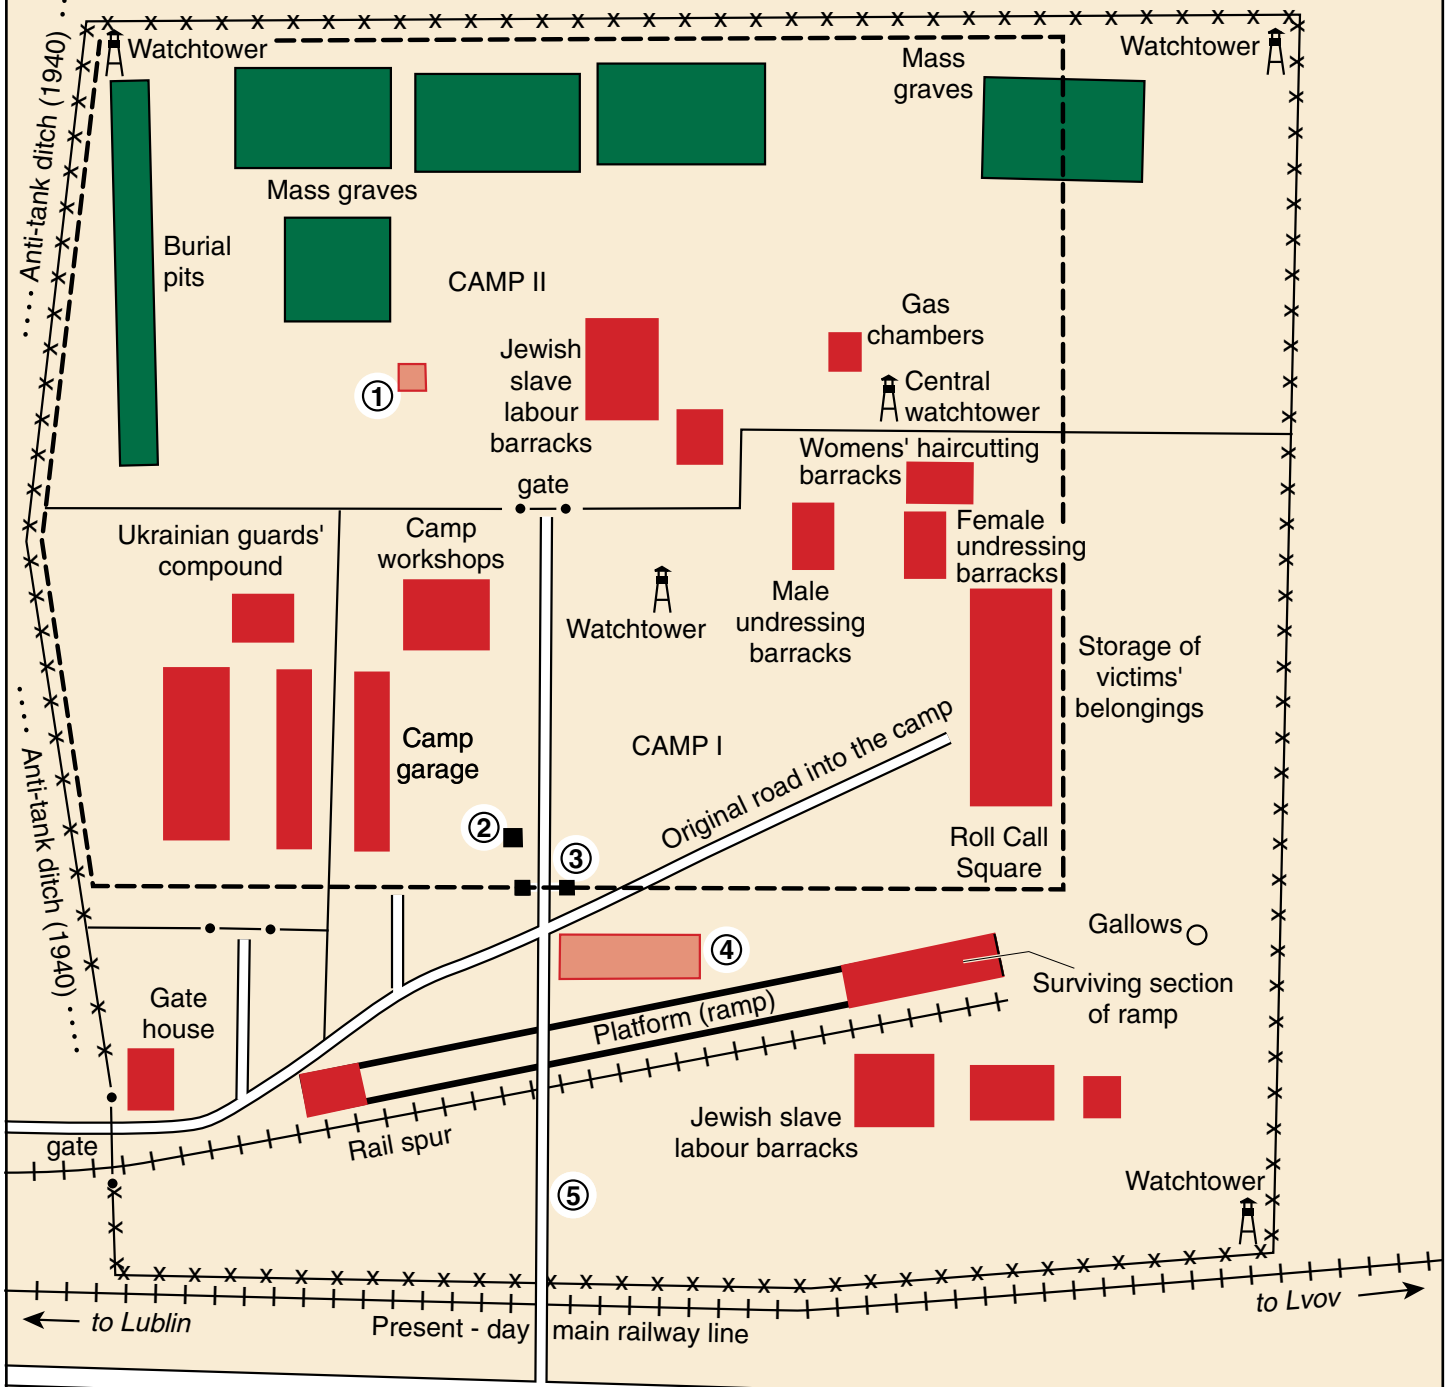 Watchtower
Watchtower
Mass
graves
Anti-tank ditch (1940)
Mass graves
Burial
pits
CAMP II
Gas
chambers
Jewish
slave
labour
barracks
Central
watchtower
1
Womens' haircutting
barracks
gate
Ukrainian guards'
compound
Camp
workshops
Female
undressing
barracks
Watchtower
Male
undressing
barracks
Storage of
victims'
belongings
Camp
garage
CAMP I
Original road into the camp
2
3
Roll Call
Square
Anti-tank ditch (1940)
Gallows
4
Surviving section
of ramp
Gate
house
Platform (ramp)
Jewish slave
labour barracks
gate
Rail spur
5
Watchtower
to Lublin
Present - day main railway line
to Lvov